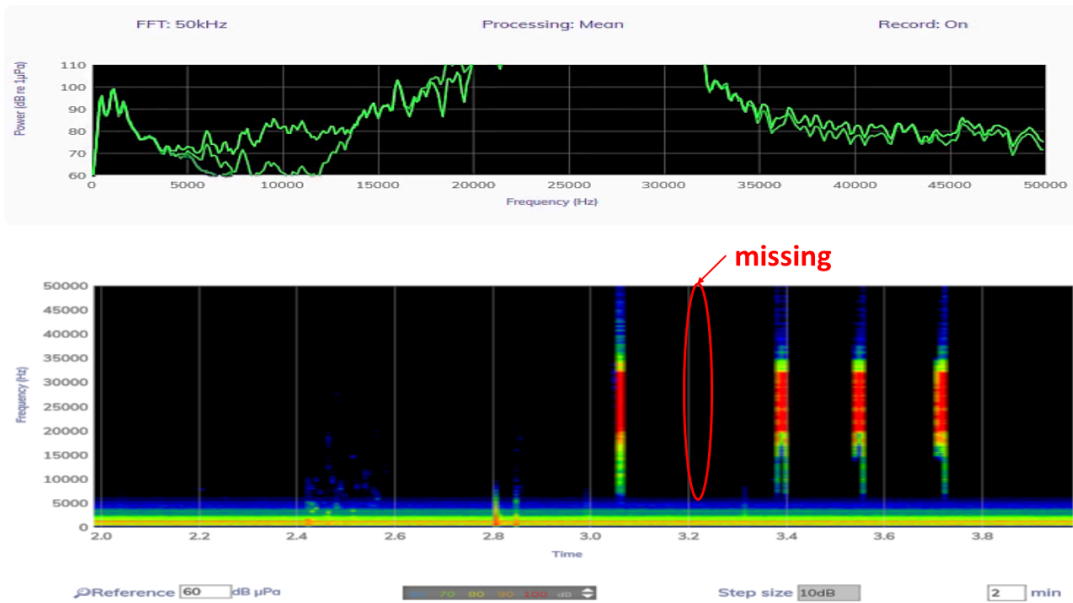 FFT: 50kHz Processing: Mean Record: On
Power (dB re 1µPa)
110
100
90
80
70
60
0 5000 10000 15000 20000 25000 30000 35000 40000 45000 50000
Frequency (Hz)
missing
Frequency (Hz)
50000
45000
40000
35000
30000
25000
20000
15000
10000
5000
0
2.0 2.2 2.4 2.6 2.8 3.0 3.2 3.4 3.6 3.8
Time
Reference 60 dB µPa 70 80 90 100 dB Step size 10dB 2 min